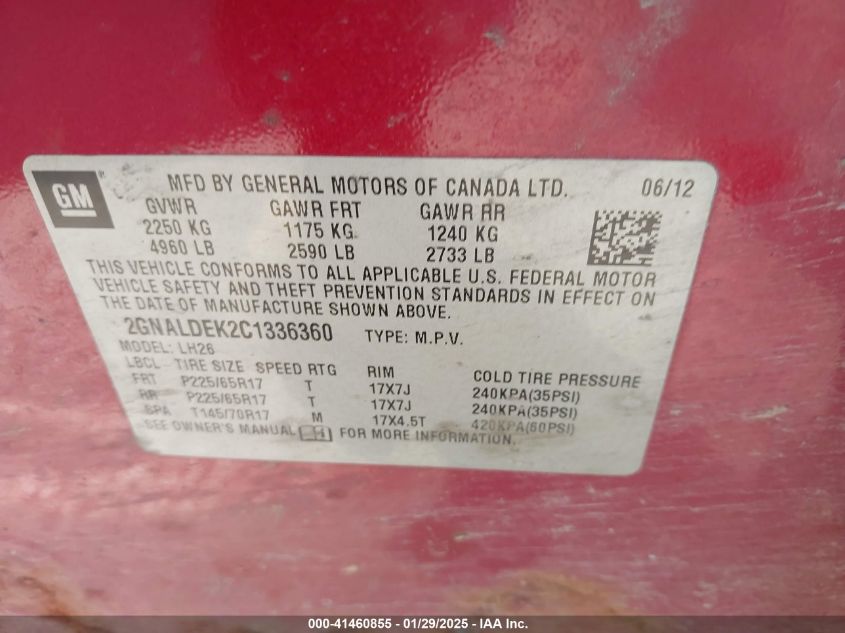 GM
MFD BY GENERAL MOTORS OF CANADA LTD. 06/12
GVWR GAWR FRT GAWR RR
2250 KG 1175 KG 1240 KG
4960 LB 2590 LB 2733 LB
THIS VEHICLE CONFORMS TO ALL APPLICABLE U.S. FEDERAL MOTOR
VEHICLE SAFETY AND THEFT PREVENTION STANDARDS IN EFFECT ON
THE DATE OF MANUFACTURE SHOWN ABOVE.
2GNALDEK2C1336360 TYPE: M.P.V.
MODEL: LH26
LBCL TIRE SIZE SPEED RTG RIM COLD TIRE PRESSURE
FRT P225/65R17 T 17X7J 240KPA(35PSI)
RR P225/65R17 T 17X7J 240KPA(35PSI)
SPA T145/70R17 M 17X4.5T 420KPA(60PSI)
SEE OWNER'S MANUAL FOR MORE INFORMATION.
000-41460855 - 01/29/2025 - IAA Inc.